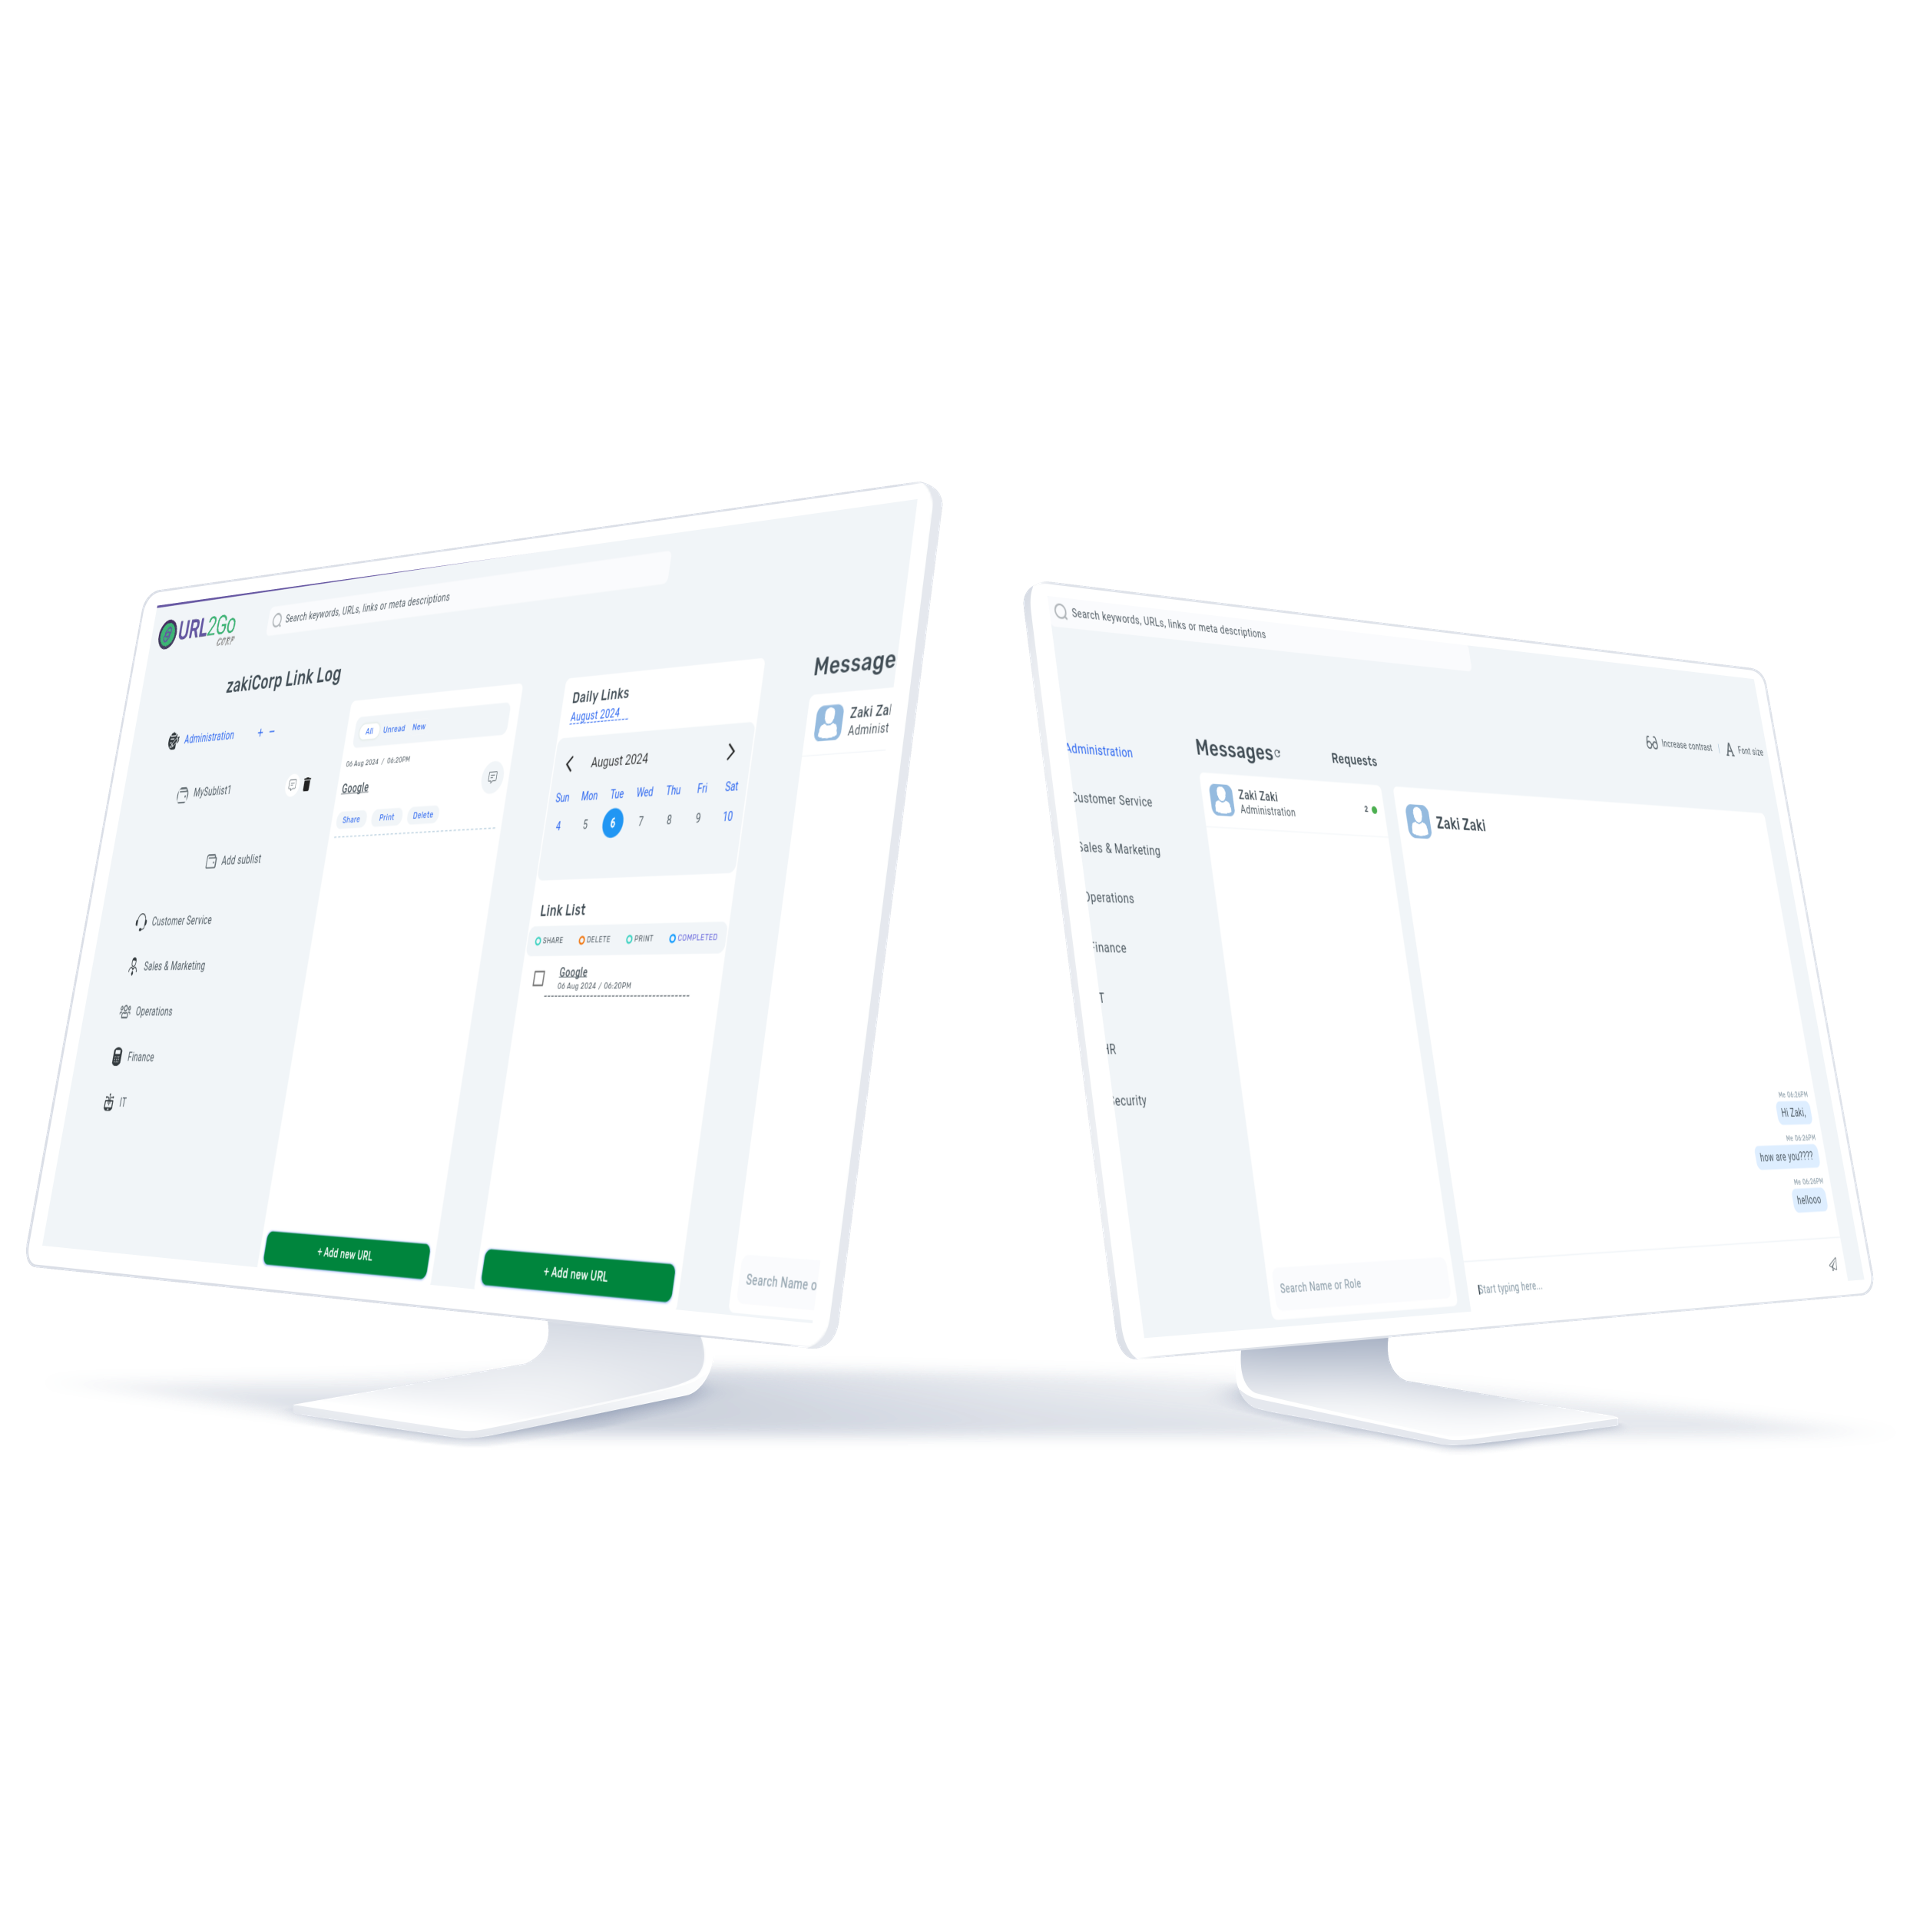 URL2Go
CORP
Search keywords, URLs, links or meta descriptions
zakiCorp Link Log
Administration + −
MySublist1
Add sublist
Customer Service
Sales & Marketing
Operations
Finance
IT
All Unread New
06 Aug 2024 / 06:20PM
Google
Share Print Delete
+ Add new URL
Daily Links
August 2024
August 2024
Sun Mon Tue Wed Thu Fri Sat
4 5 6 7 8 9 10
Link List
SHARE DELETE PRINT COMPLETED
Google
06 Aug 2024 / 06:20PM
+ Add new URL
Message
Zaki Zal
Administ
Search Name o
Search keywords, URLs, links or meta descriptions
Increase contrast | A Font size
Administration
Customer Service
Sales & Marketing
Operations
Finance
T
HR
Security
Messages
Requests
Zaki Zaki
Administration
2
Search Name or Role
Zaki Zaki
Me 06:26PM
Hi Zaki,
Me 06:26PM
how are you????
Me 06:26PM
hellooo
Start typing here...